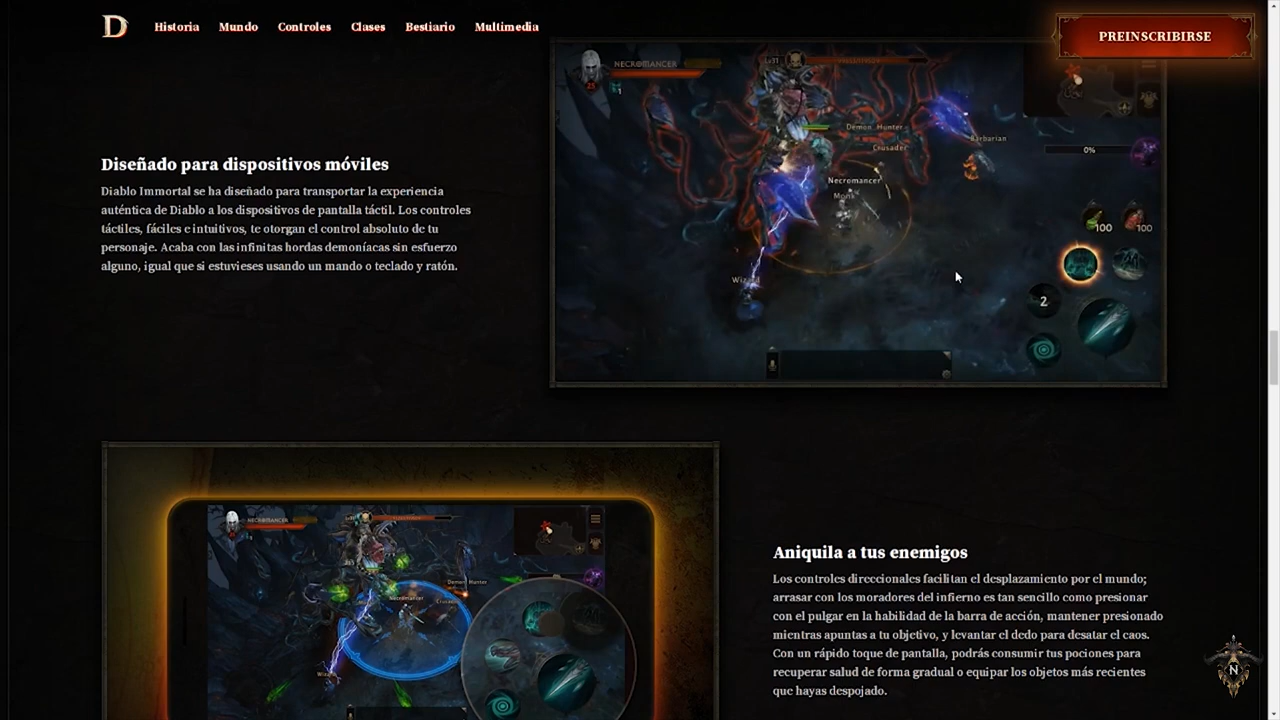 D
Historia
Mundo
Controles
Clases
Bestiario
Multimedia
PREINSCRIBIRSE
NECROMANCER
1
Lv31
Demon Hunter
Crusader
Barbarian
Necromancer
Monk
Wizard
0%
100
100
2
Diseñado para dispositivos móviles
Diablo Immortal se ha diseñado para transportar la experiencia
auténtica de Diablo a los dispositivos de pantalla táctil. Los controles
táctiles, fáciles e intuitivos, te otorgan el control absoluto de tu
personaje. Acaba con las infinitas hordas demoníacas sin esfuerzo
alguno, igual que si estuvieses usando un mando o teclado y ratón.
NECROMANCER
Demon Hunter
Necromancer
Aniquila a tus enemigos
Los controles direccionales facilitan el desplazamiento por el mundo;
arrasar con los moradores del infierno es tan sencillo como presionar
con el pulgar en la habilidad de la barra de acción, mantener presionado
mientras apuntas a tu objetivo, y levantar el dedo para desatar el caos.
Con un rápido toque de pantalla, podrás consumir tus pociones para
recuperar salud de forma gradual o equipar los objetos más recientes
que hayas despojado.
N